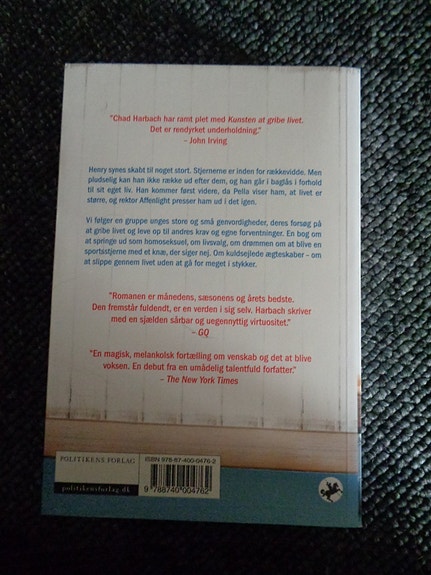 "Chad Harbach har ramt plet med Kunsten at gribe livet.
Det er rendyrket underholdning."
– John Irving
Henry synes skabt til noget stort. Stjernerne er inden for rækkevidde. Men
pludselig kan han ikke række ud efter dem, og han går i baglås i forhold
til sit eget liv. Han kommer først videre, da Pella viser ham, at livet er
større, og rektor Affenlight presser ham ud i det igen.
Vi følger en gruppe unges store og små genvordigheder, deres forsøg på
at gribe livet og leve op til andres krav og egne forventninger. En bog om
at springe ud som homoseksuel, om livsvalg, om drømmen om at blive en
sportsstjerne med et knæ, der siger nej. Om kuldsejlede ægteskaber – om
at slippe gennem livet uden at gå for meget i stykker.
"Romanen er månedens, sæsonens og årets bedste.
Den fremstår fuldendt, er en verden i sig selv. Harbach skriver
med en sjælden sårbar og uegennyttig virtuositet."
– GQ
"En magisk, melankolsk fortælling om venskab og det at blive
voksen. En debut fra en umådelig talentfuld forfatter."
– The New York Times
POLITIKENS FORLAG
politikensforlag.dk
ISBN 978-87-400-0476-2
9 788740 004762